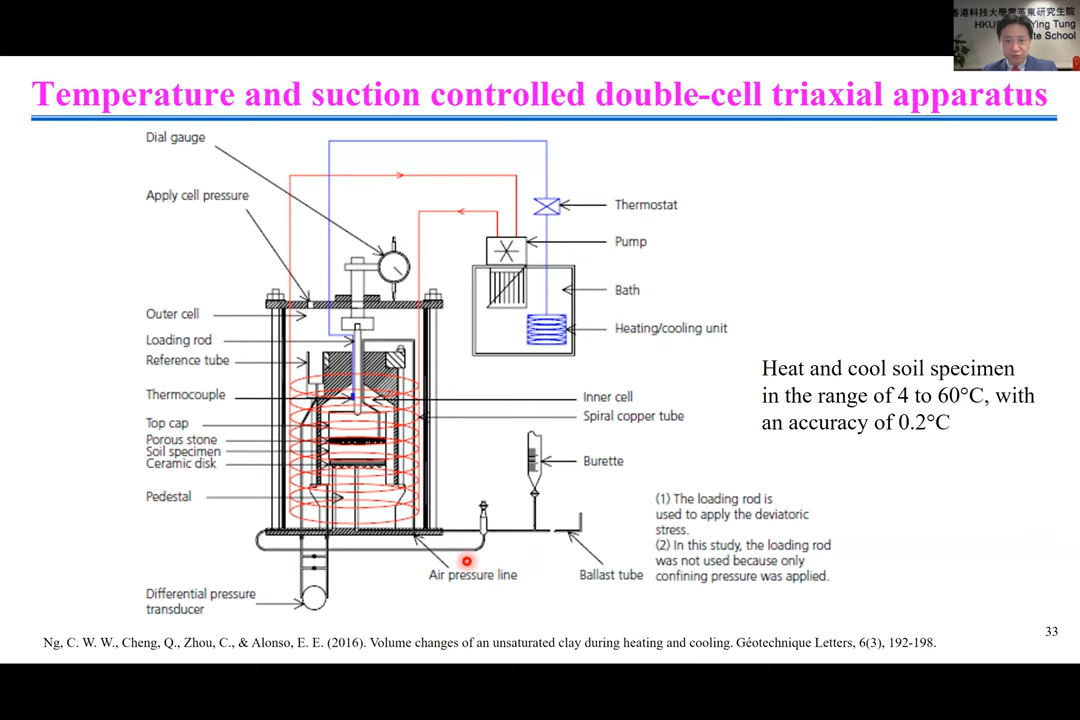 香港科技大學霍英東研究生院
HKU
Ying Tung
te School
Temperature and suction controlled double-cell triaxial apparatus
Dial gauge
Apply cell pressure
Outer cell
Loading rod
Reference tube
Thermocouple
Top cap
Porous stone
Soil specimen
Ceramic disk
Pedestal
Differential pressure
transducer
Thermostat
Pump
Bath
Heating/cooling unit
Inner cell
Spiral copper tube
Burette
Air pressure line
Ballast tube
Heat and cool soil specimen
in the range of 4 to 60°C, with
an accuracy of 0.2°C
(1) The loading rod is
used to apply the deviatoric
stress.
(2) In this study, the loading rod
was not used because only
confining pressure was applied.
33
Ng, C. W. W., Cheng, Q., Zhou, C., & Alonso, E. E. (2016). Volume changes of an unsaturated clay during heating and cooling. Géotechnique Letters, 6(3), 192-198.